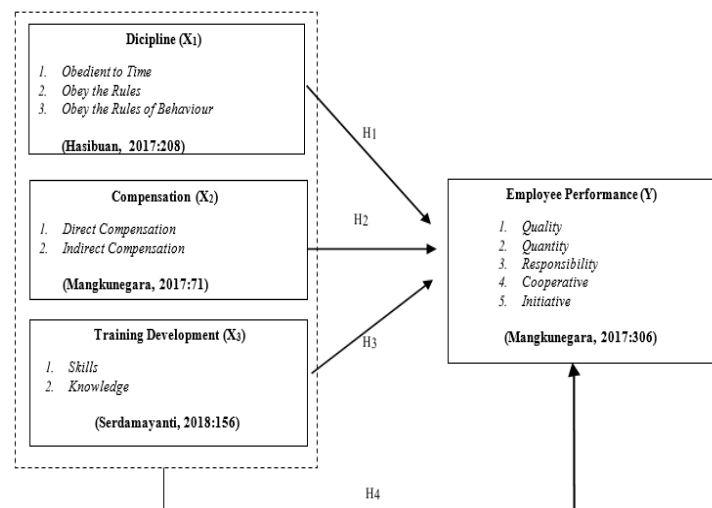 Dicipline (X1)
1. Obedient to Time
2. Obey the Rules
3. Obey the Rules of Behaviour
(Hasibuan, 2017:208)
H1
Compensation (X2)
1. Direct Compensation
2. Indirect Compensation
(Mangkunegara, 2017:71)
H2
Training Development (X3)
1. Skills
2. Knowledge
(Serdamayanti, 2018:156)
H3
Employee Performance (Y)
1. Quality
2. Quantity
3. Responsibility
4. Cooperative
5. Initiative
(Mangkunegara, 2017:306)
H4